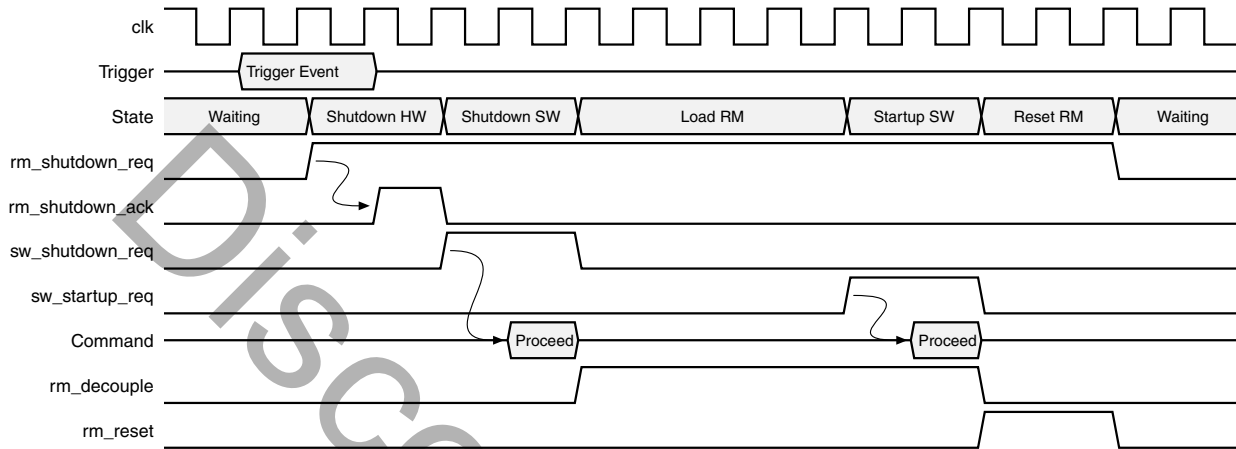 clk
Trigger Trigger Event
State Waiting Shutdown HW Shutdown SW Load RM Startup SW Reset RM Waiting
rm_shutdown_req
rm_shutdown_ack
sw_shutdown_req
sw_startup_req
Command Proceed Proceed
rm_decouple
rm_reset
Disco